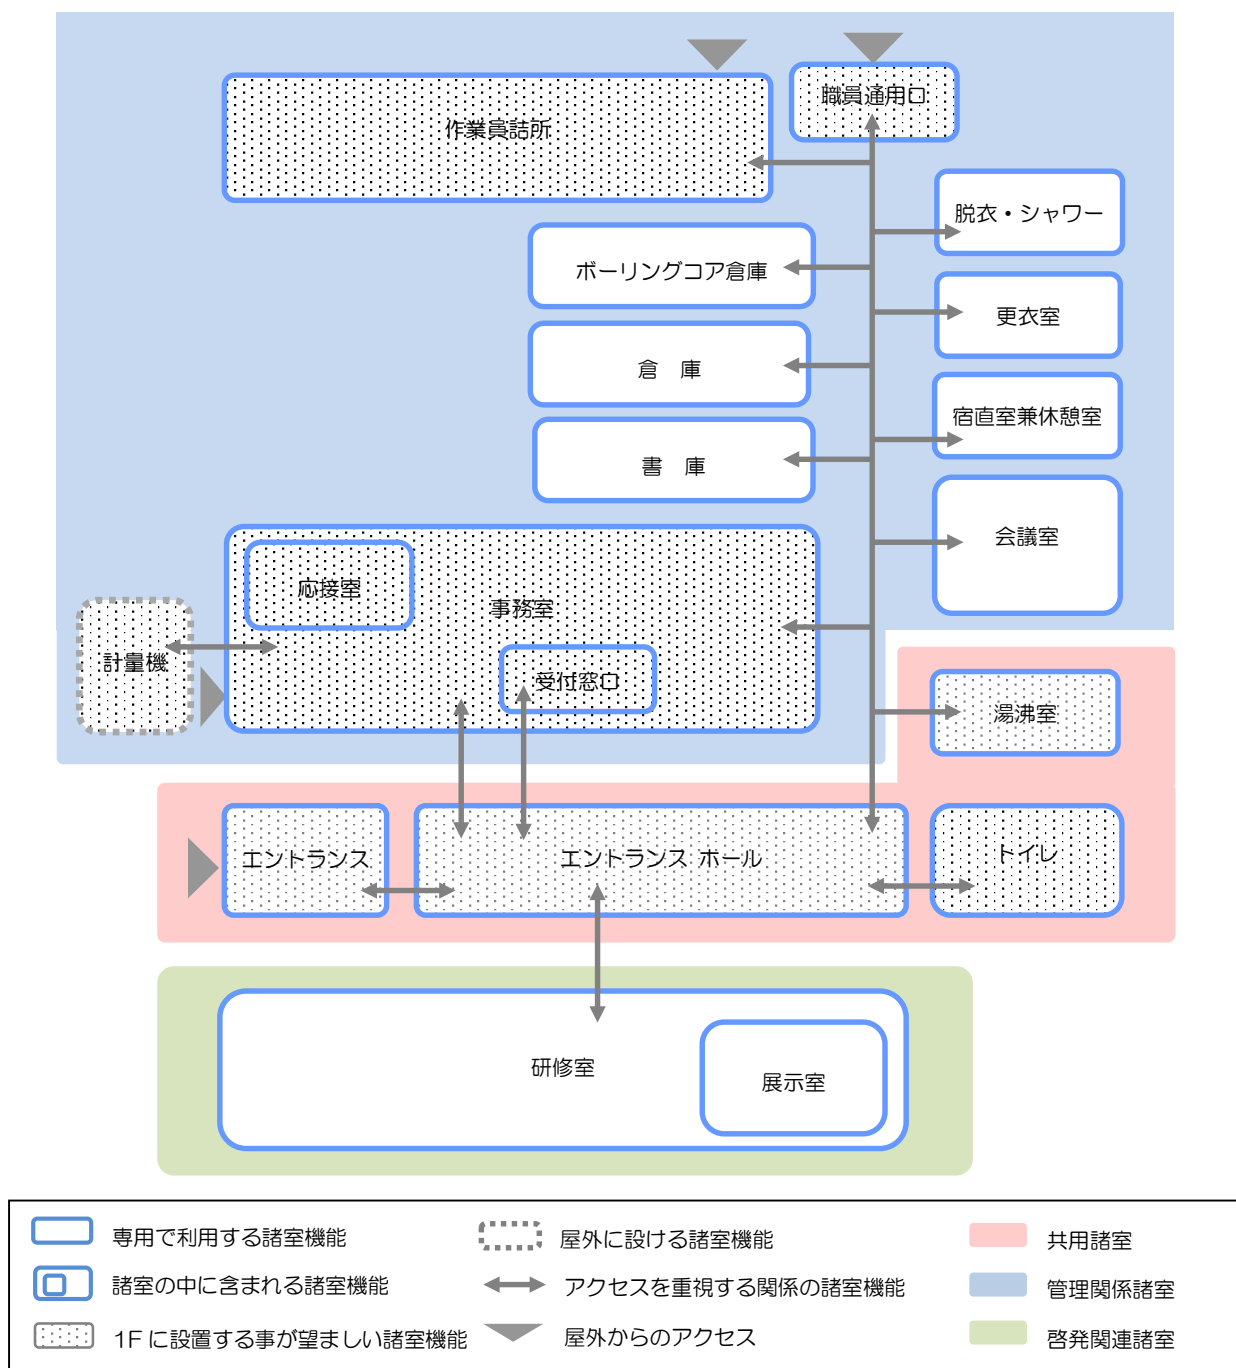 職員通用口
作業員詰所
脱衣・シャワー
ボーリングコア倉庫
更衣室
倉　庫
宿直室兼休憩室
書　庫
会議室
応接室
事務室
計量機
受付窓口
湯沸室
エントランス
エントランス ホール
トイレ
研修室
展示室
専用で利用する諸室機能
屋外に設ける諸室機能
共用諸室
諸室の中に含まれる諸室機能
アクセスを重視する関係の諸室機能
管理関係諸室
1F に設置する事が望ましい諸室機能
屋外からのアクセス
啓発関連諸室